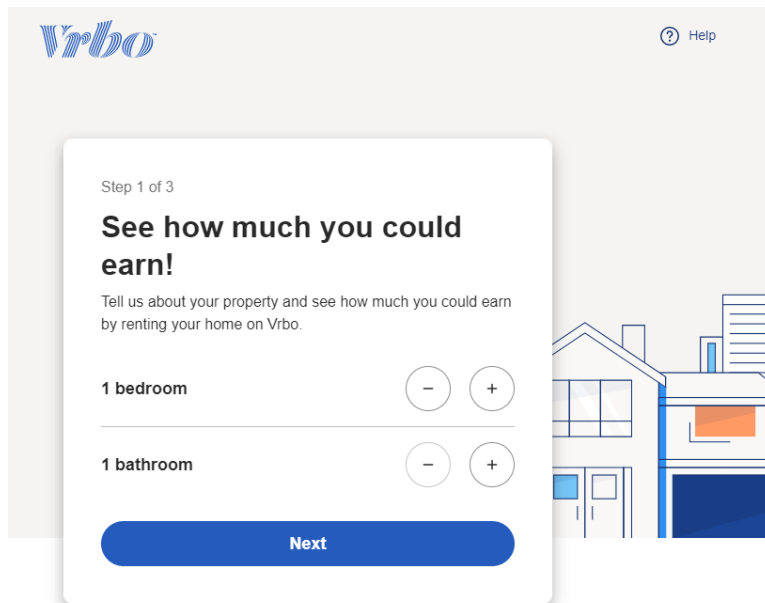 Vrbo
Help
Step 1 of 3
See how much you could
earn!
Tell us about your property and see how much you could earn
by renting your home on Vrbo.
1 bedroom
1 bathroom
Next